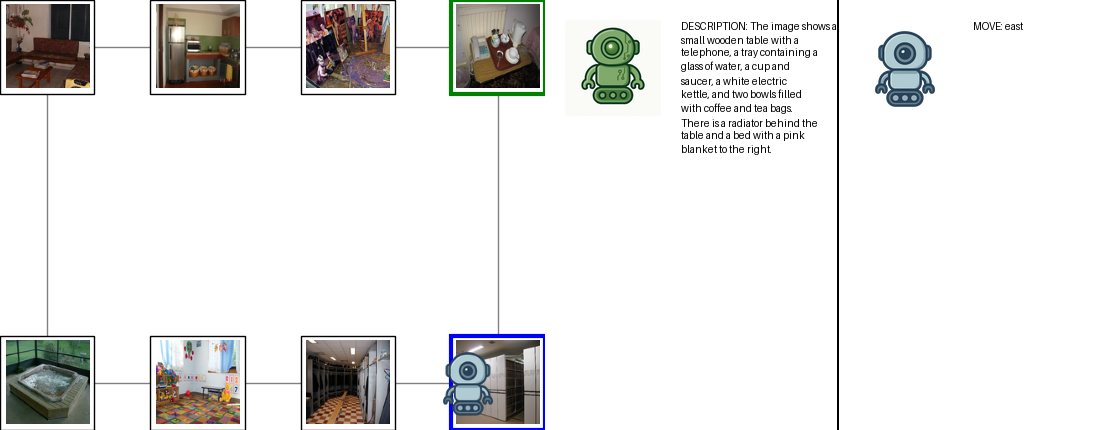 DESCRIPTION: The image shows a
small wooden table with a
telephone, a tray containing a
glass of water, a cup and
saucer, a white electric
kettle, and two bowls filled
with coffee and tea bags.
There is a radiator behind the
table and a bed with a pink
blanket to the right.
MOVE: east